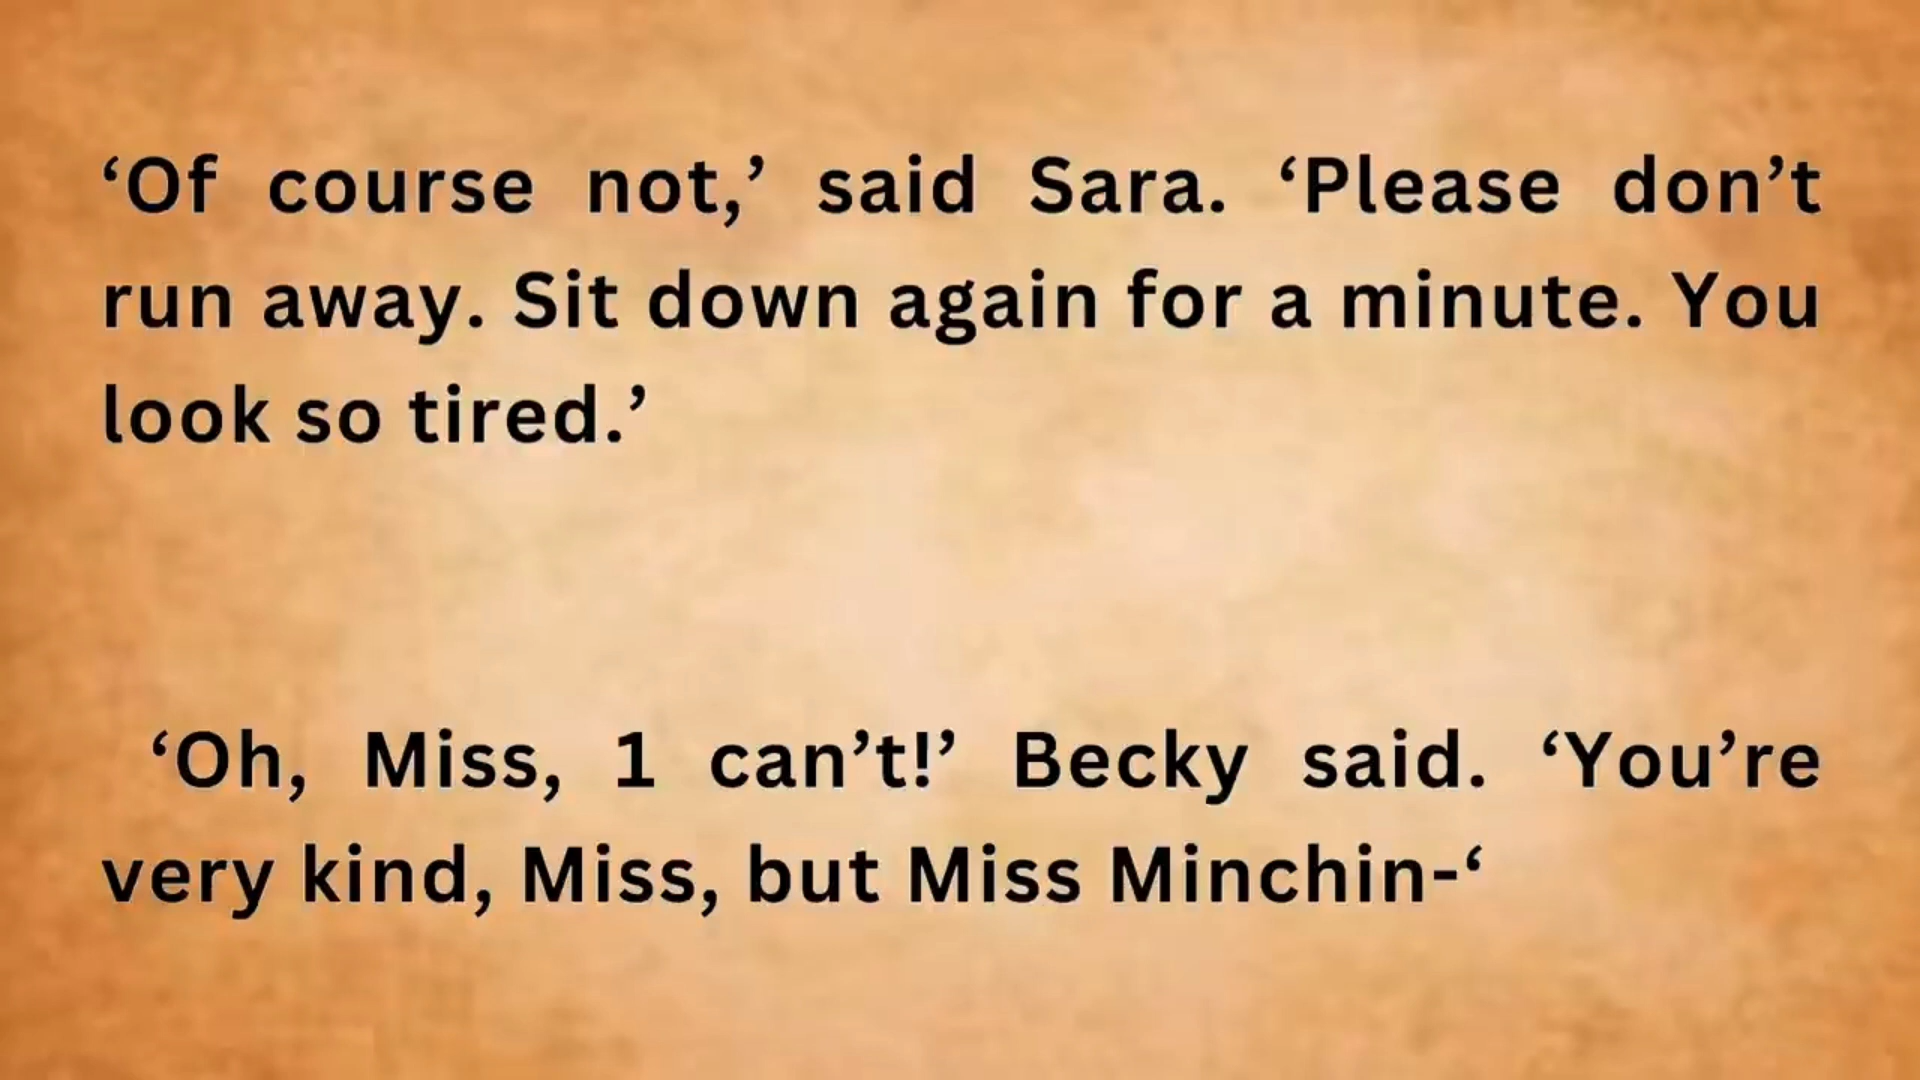 ‘Of course not,’ said Sara. ‘Please don’t
run away. Sit down again for a minute. You
look so tired.’
‘Oh, Miss, 1 can’t!’ Becky said. ‘You’re
very kind, Miss, but Miss Minchin-‘